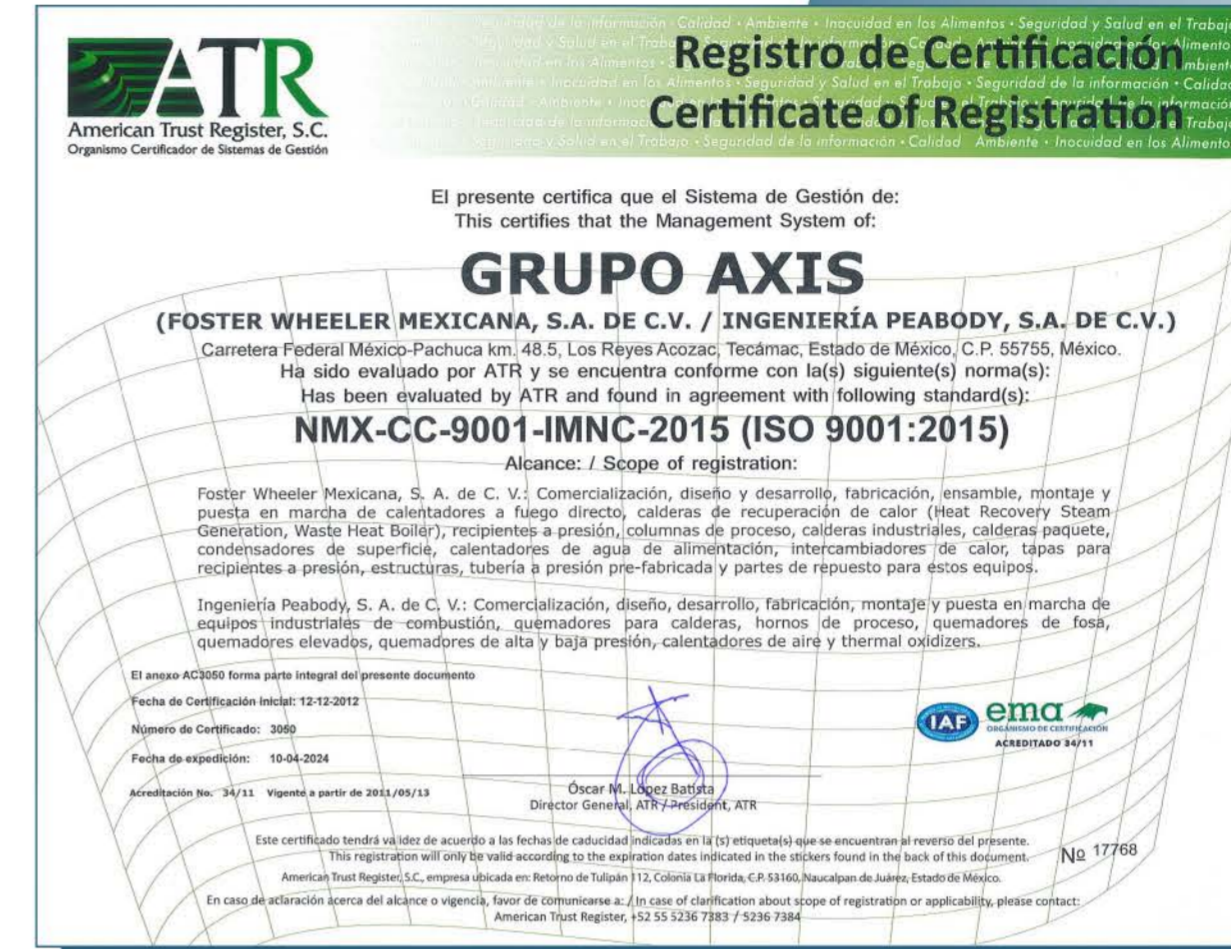 ATR
American Trust Register, S.C.
Organismo Certificador de Sistemas de Gestión
Registro de Certificación
Certificate of Registration
El presente certifica que el Sistema de Gestión de:
This certifies that the Management System of:
GRUPO AXIS
(FOSTER WHEELER MEXICANA, S.A. DE C.V. / INGENIERÍA PEABODY, S.A. DE C.V.)
Carretera Federal México-Pachuca km. 48.5, Los Reyes Acozac, Tecámac, Estado de México, C.P. 55755, México.
Ha sido evaluado por ATR y se encuentra conforme con la(s) siguiente(s) norma(s):
Has been evaluated by ATR and found in agreement with following standard(s):
NMX-CC-9001-IMNC-2015 (ISO 9001:2015)
Alcance: / Scope of registration:
Foster Wheeler Mexicana, S. A. de C. V.: Comercialización, diseño y desarrollo, fabricación, ensamble, montaje y
puesta en marcha de calentadores a fuego directo, calderas de recuperación de calor (Heat Recovery Steam
Generation, Waste Heat Boiler), recipientes a presión, columnas de proceso, calderas industriales, calderas paquete,
condensadores de superficie, calentadores de agua de alimentación, intercambiadores de calor, tapas para
recipientes a presión, estructuras, tubería a presión pre-fabricada y partes de repuesto para estos equipos.
Ingeniería Peabody, S. A. de C. V.: Comercialización, diseño, desarrollo, fabricación, montaje y puesta en marcha de
equipos industriales de combustión, quemadores para calderas, hornos de proceso, quemadores de fosa,
quemadores elevados, quemadores de alta y baja presión, calentadores de aire y thermal oxidizers.
El anexo AC3050 forma parte integral del presente documento
Fecha de Certificación inicial: 12-12-2012
Número de Certificado: 3050
Fecha de expedición: 10-04-2024
Acreditación No. 34/11 Vigente a partir de 2011/05/13
Óscar M. López Batista
Director General, ATR / President, ATR
IAF
ema
ORGANISMO DE CERTIFICACIÓN
ACREDITADO 34/11
Este certificado tendrá validez de acuerdo a las fechas de caducidad indicadas en la (s) etiqueta(s) que se encuentran al reverso del presente.
This registration will only be valid according to the expiration dates indicated in the stickers found in the back of this document.
Nº 17768
American Trust Register, S.C., empresa ubicada en: Retorno de Tulipán 112, Colonia La Florida, C.P. 53160, Naucalpan de Juárez, Estado de México.
En caso de aclaración acerca del alcance o vigencia, favor de comunicarse a: / In case of clarification about scope of registration or applicability, please contact:
American Trust Register, +52 55 5236 7383 / 5236 7384